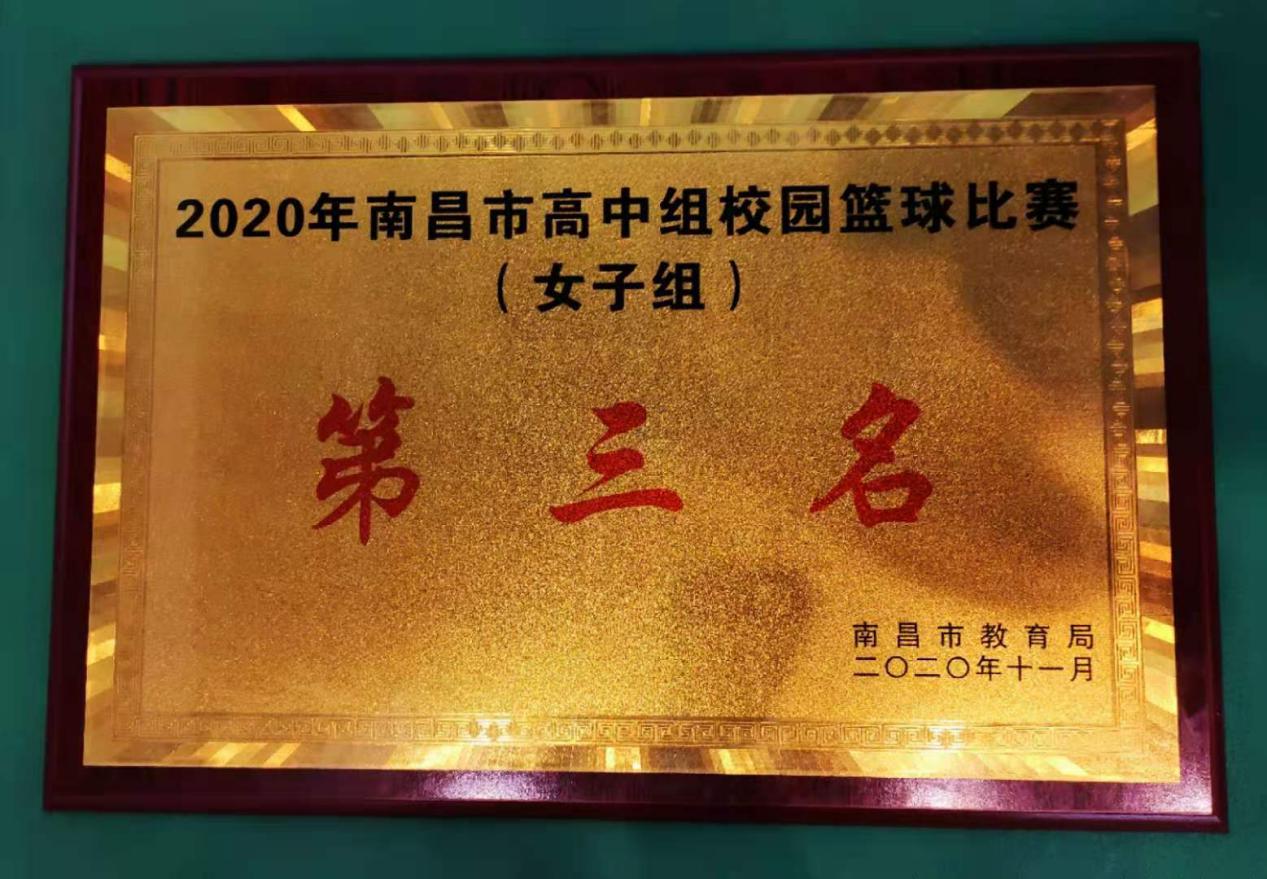 2020年南昌市高中组校园篮球比赛
（女子组）
第三名
南昌市教育局
二〇二〇年十一月